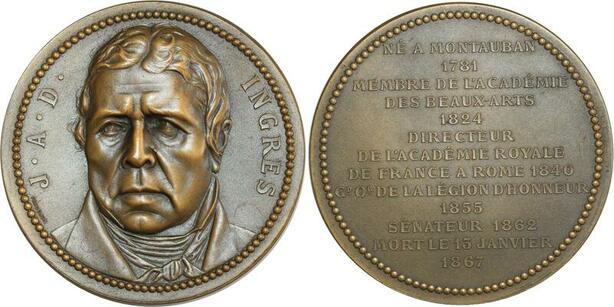 J·A·D· INGRES
NÉ A MONTAUBAN
1781
MEMBRE DE L'ACADÉMIE
DES BEAUX-ARTS
1824
DIRECTEUR
DE L'ACADÉMIE ROYALE
DE FRANCE A ROME 1840
Gᴰ Oᴱ DE LA LÉGION D'HONNEUR
1855
SÉNATEUR 1862
MORT LE 13 JANVIER
1867